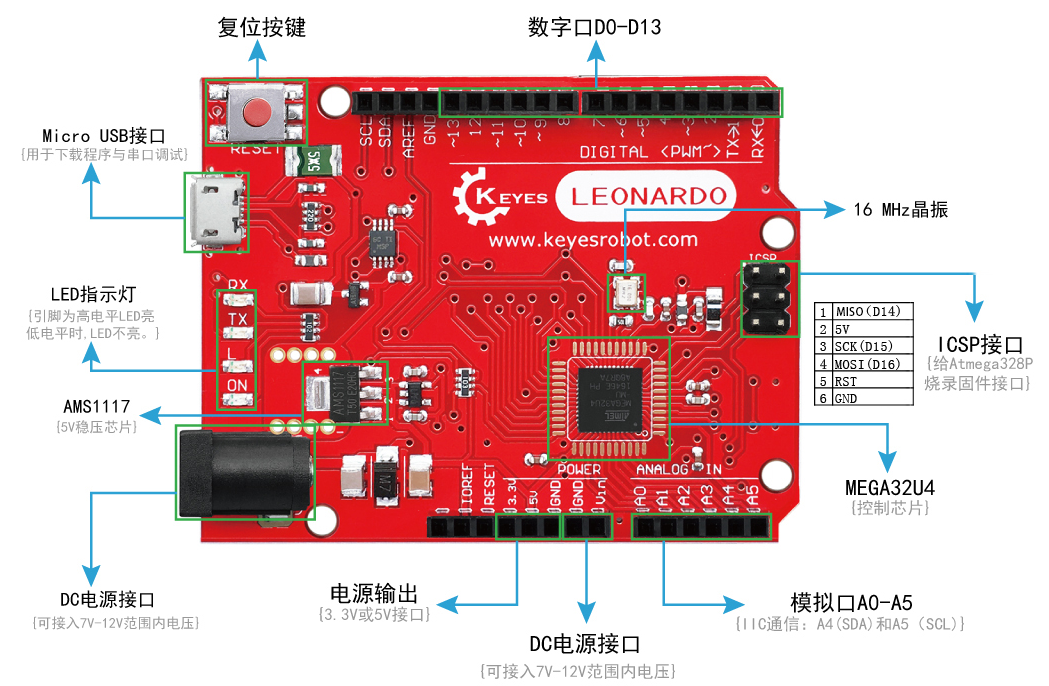 复位按键
数字口D0-D13
Micro USB接口
{用于下载程序与串口调试}
LED指示灯
{引脚为高电平LED亮
低电平时,LED不亮。}
AMS1117
{5V稳压芯片}
DC电源接口
{可接入7V-12V范围内电压}
RESET
5X5
SCL
SDA
AREF
GND
~13
12
~11
~10
~9
8
7
~6
~5
4
~3
2
TX→1
RX←0
DIGITAL <PWM~>
KEYES
LEONARDO
www.keyesrobot.com
220
RX
TX
L
ON
102
AMS1117
103
M7
ICSP
MEGA32U4
ATMEL
POWER
ANALOG IN
IOREF
RESET
3.3V
5V
GND
GND
Vin
A0
A1
A2
A3
A4
A5
16 MHz晶振
1 MISO(D14)
2 5V
3 SCK(D15)
4 MOSI(D16)
5 RST
6 GND
ICSP接口
{给Atmega328P
烧录固件接口}
MEGA32U4
{控制芯片}
电源输出
{3.3V或5V接口}
DC电源接口
{可接入7V-12V范围内电压}
模拟口A0-A5
{IIC通信：A4(SDA)和A5（SCL)}